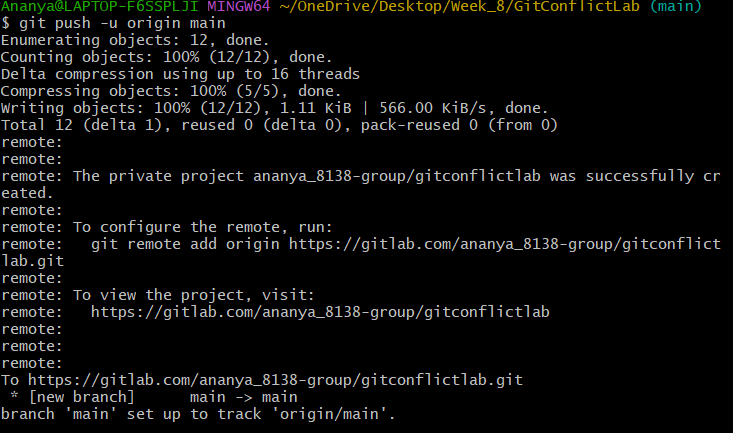 Ananya@LAPTOP-F6SSPLJI MINGW64 ~/OneDrive/Desktop/Week_8/GitConflictLab (main)
$ git push -u origin main
Enumerating objects: 12, done.
Counting objects: 100% (12/12), done.
Delta compression using up to 16 threads
Compressing objects: 100% (5/5), done.
Writing objects: 100% (12/12), 1.11 KiB | 566.00 KiB/s, done.
Total 12 (delta 1), reused 0 (delta 0), pack-reused 0 (from 0)
remote:
remote:
remote: The private project ananya_8138-group/gitconflictlab was successfully cr
eated.
remote:
remote: To configure the remote, run:
remote:   git remote add origin https://gitlab.com/ananya_8138-group/gitconflict
lab.git
remote:
remote: To view the project, visit:
remote:   https://gitlab.com/ananya_8138-group/gitconflictlab
remote:
remote:
remote:
To https://gitlab.com/ananya_8138-group/gitconflictlab.git
 * [new branch]      main -> main
branch 'main' set up to track 'origin/main'.